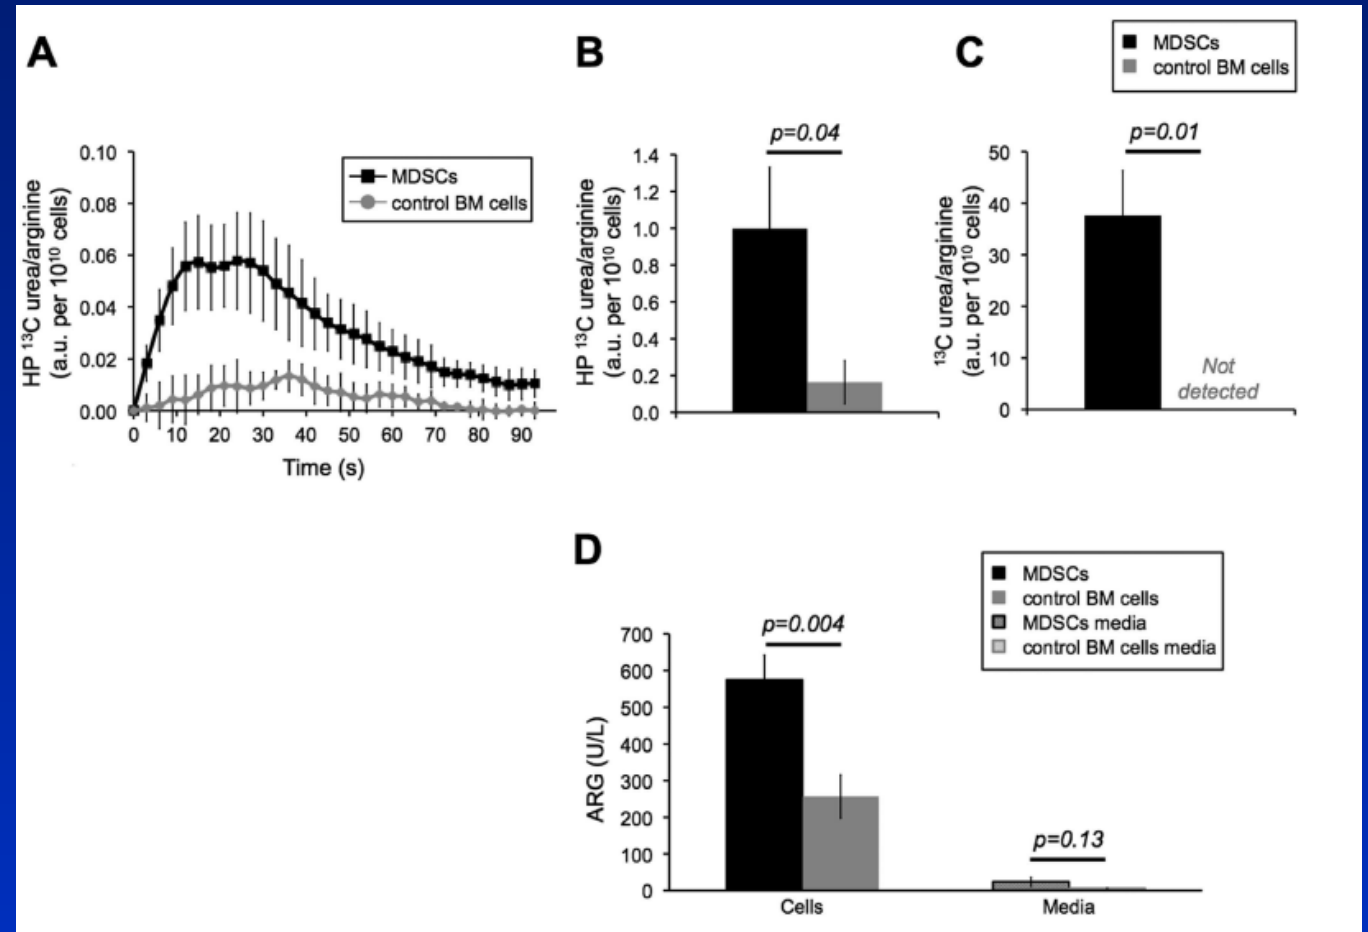 A
HP ¹³C urea/arginine
(a.u. per 10¹⁰ cells)
0.10
0.08
0.06
0.04
0.02
0.00
0 10 20 30 40 50 60 70 80 90
Time (s)
MDSCs
control BM cells
B
HP ¹³C urea/arginine
(a.u. per 10¹⁰ cells)
1.4
1.2
1.0
0.8
0.6
0.4
0.2
0.0
p=0.04
C
MDSCs
control BM cells
¹³C urea/arginine
(a.u. per 10¹⁰ cells)
50
40
30
20
10
0
p=0.01
Not
detected
D
MDSCs
control BM cells
MDSCs media
control BM cells media
ARG (U/L)
700
600
500
400
300
200
100
0
p=0.004
p=0.13
Cells Media